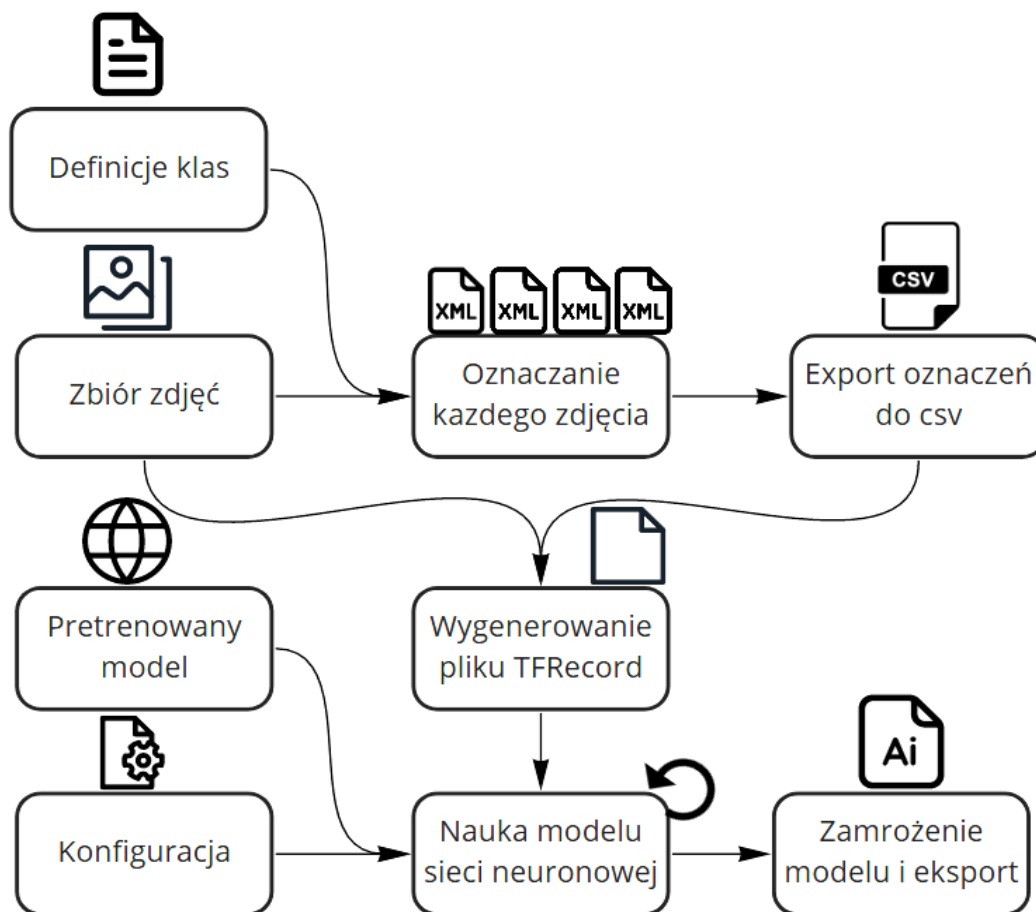 Definicje klas
Zbiór zdjęć
XML XML XML XML
Oznaczanie
kazdego zdjęcia
CSV
Export oznaczeń
do csv
Pretrenowany
model
Wygenerowanie
pliku TFRecord
Konfiguracja
Nauka modelu
sieci neuronowej
Ai
Zamrożenie
modelu i eksport